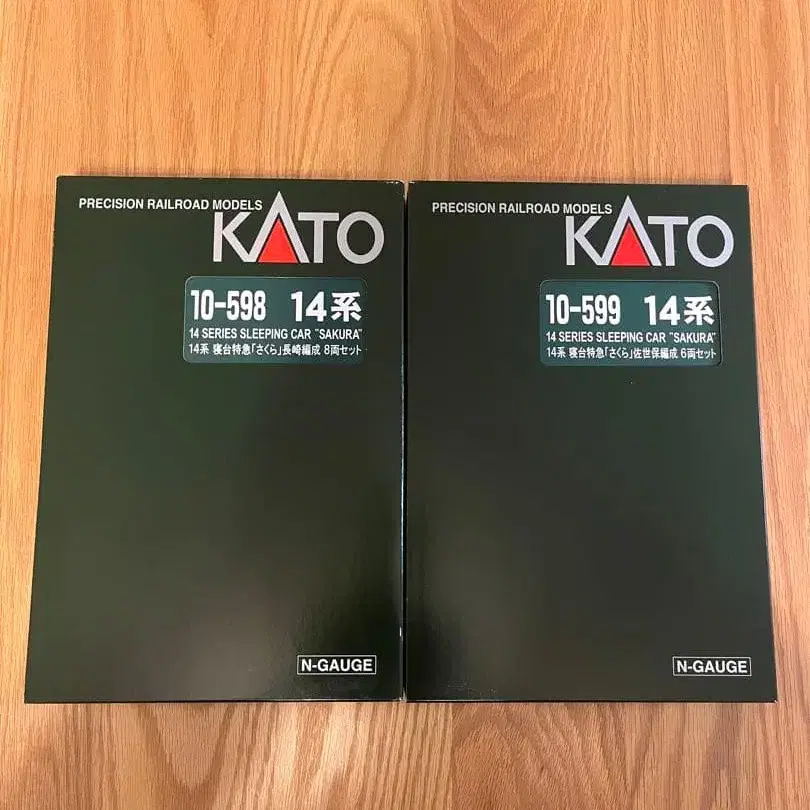 PRECISION RAILROAD MODELS
KATO
10-598 14系
14 SERIES SLEEPING CAR "SAKURA"
14系 寝台特急「さくら」長崎編成 8両セット
N-GAUGE
PRECISION RAILROAD MODELS
KATO
10-599 14系
14 SERIES SLEEPING CAR "SAKURA"
14系 寝台特急「さくら」佐世保編成 6両セット
N-GAUGE